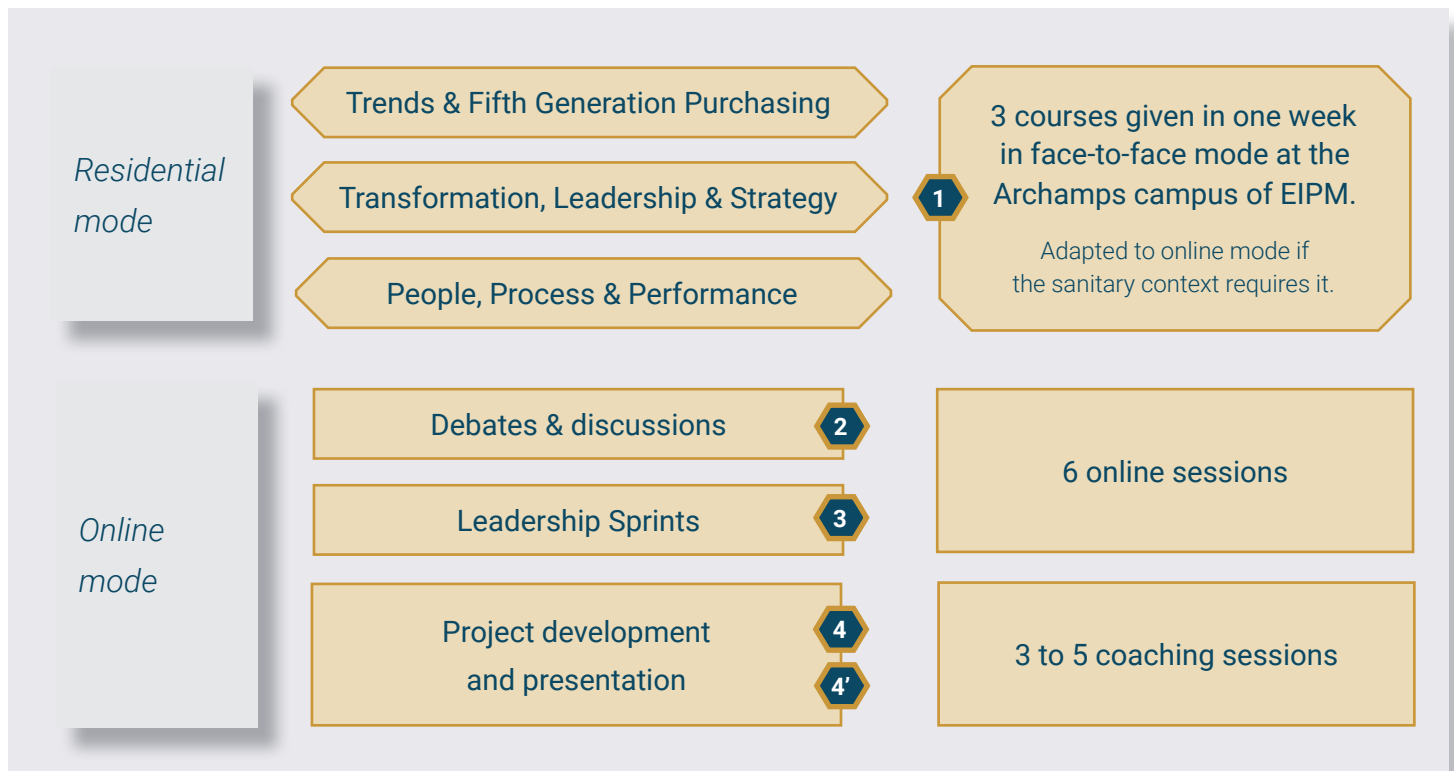 Residential
mode
Trends & Fifth Generation Purchasing
Transformation, Leadership & Strategy
People, Process & Performance
1
3 courses given in one week
in face-to-face mode at the
Archamps campus of EIPM.
Adapted to online mode if
the sanitary context requires it.
Online
mode
Debates & discussions
2
Leadership Sprints
3
Project development
and presentation
4
4’
6 online sessions
3 to 5 coaching sessions